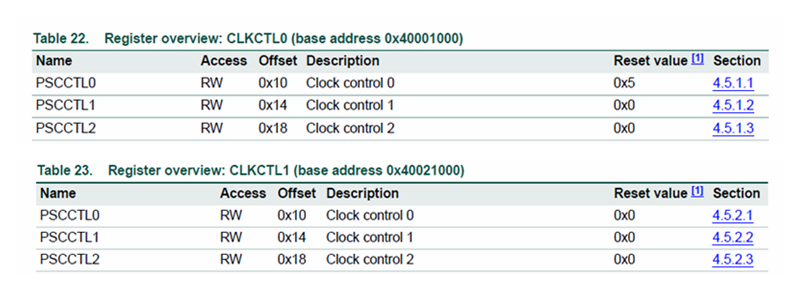 Table 22. Register overview: CLKCTL0 (base address 0x40001000)
Name Access Offset Description Reset value [1] Section
PSCCTL0 RW 0x10 Clock control 0 0x5 4.5.1.1
PSCCTL1 RW 0x14 Clock control 1 0x0 4.5.1.2
PSCCTL2 RW 0x18 Clock control 2 0x0 4.5.1.3
Table 23. Register overview: CLKCTL1 (base address 0x40021000)
Name Access Offset Description Reset value [1] Section
PSCCTL0 RW 0x10 Clock control 0 0x0 4.5.2.1
PSCCTL1 RW 0x14 Clock control 1 0x0 4.5.2.2
PSCCTL2 RW 0x18 Clock control 2 0x0 4.5.2.3